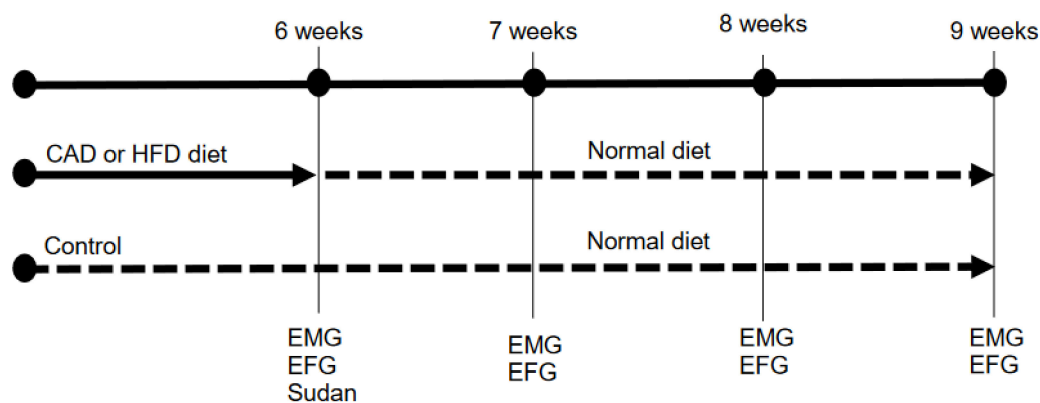 6 weeks
7 weeks
8 weeks
9 weeks
CAD or HFD diet
Normal diet
Control
Normal diet
EMG
EFG
Sudan
EMG
EFG
EMG
EFG
EMG
EFG